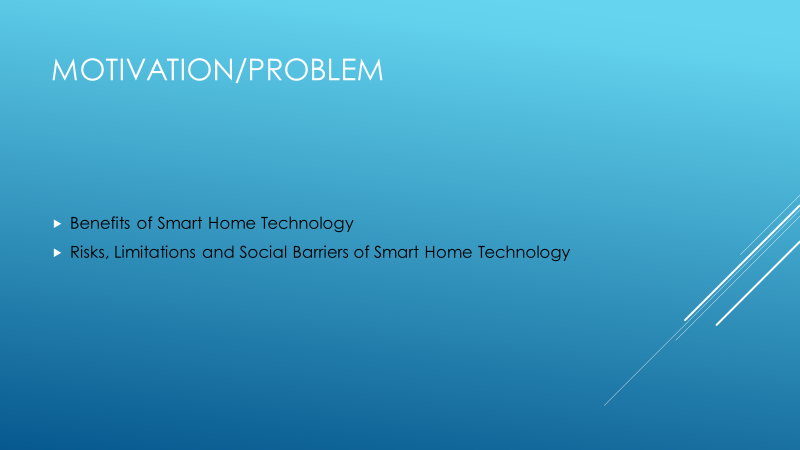 MOTIVATION/PROBLEM
Benefits of Smart Home Technology
Risks, Limitations and Social Barriers of Smart Home Technology